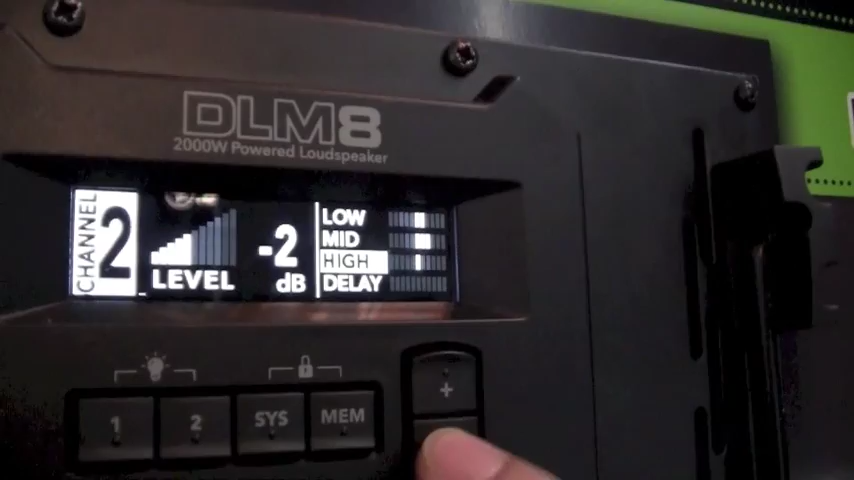 DLM8
2000W Powered Loudspeaker
CHANNEL
2
LEVEL
-2
dB
LOW
MID
HIGH
DELAY
1
2
SYS
MEM
+